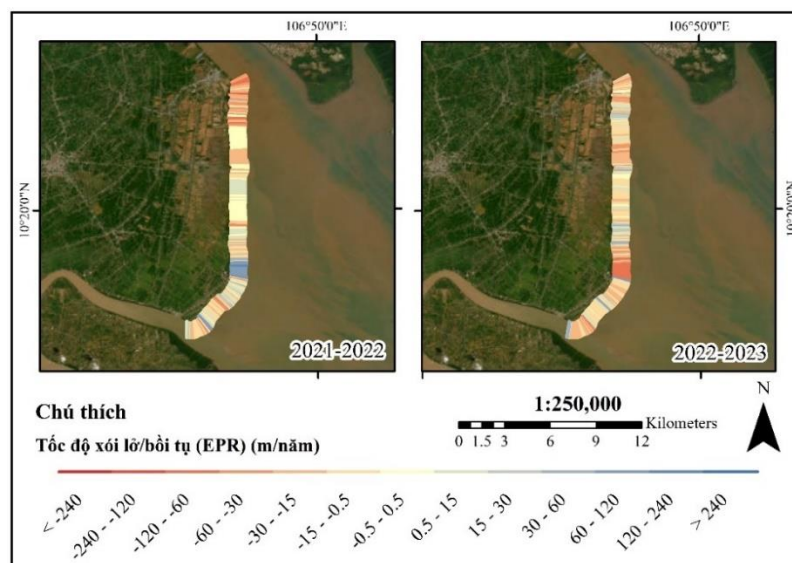 106°50'0"E
106°50'0"E
10°20'0"N
10°20'0"N
2021-2022
2022-2023
Chú thích
1:250,000
N
Kilometers
0 1.5 3 6 9 12
Tốc độ xói lở/bồi tụ (EPR) (m/năm)
< -240
-240 - -120
-120 - -60
-60 - -30
-30 - -15
-15 - -0.5
-0.5 - 0.5
0.5 - 15
15 - 30
30 - 60
60 - 120
120 - 240
> 240